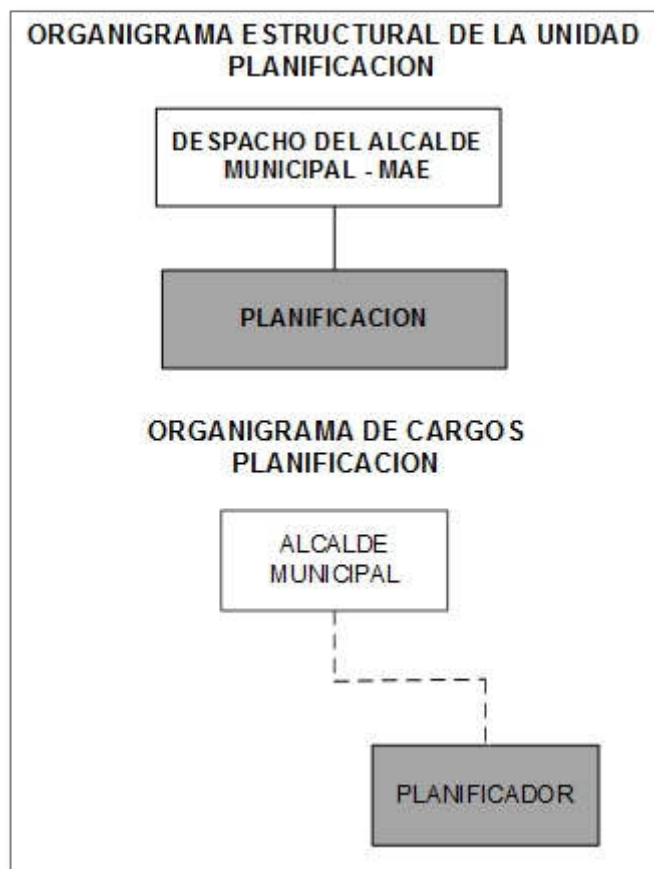 ORGANIGRAMA ESTRUCTURAL DE LA UNIDAD
PLANIFICACION
DESPACHO DEL ALCALDE
MUNICIPAL - MAE
PLANIFICACION
ORGANIGRAMA DE CARGOS
PLANIFICACION
ALCALDE
MUNICIPAL
PLANIFICADOR